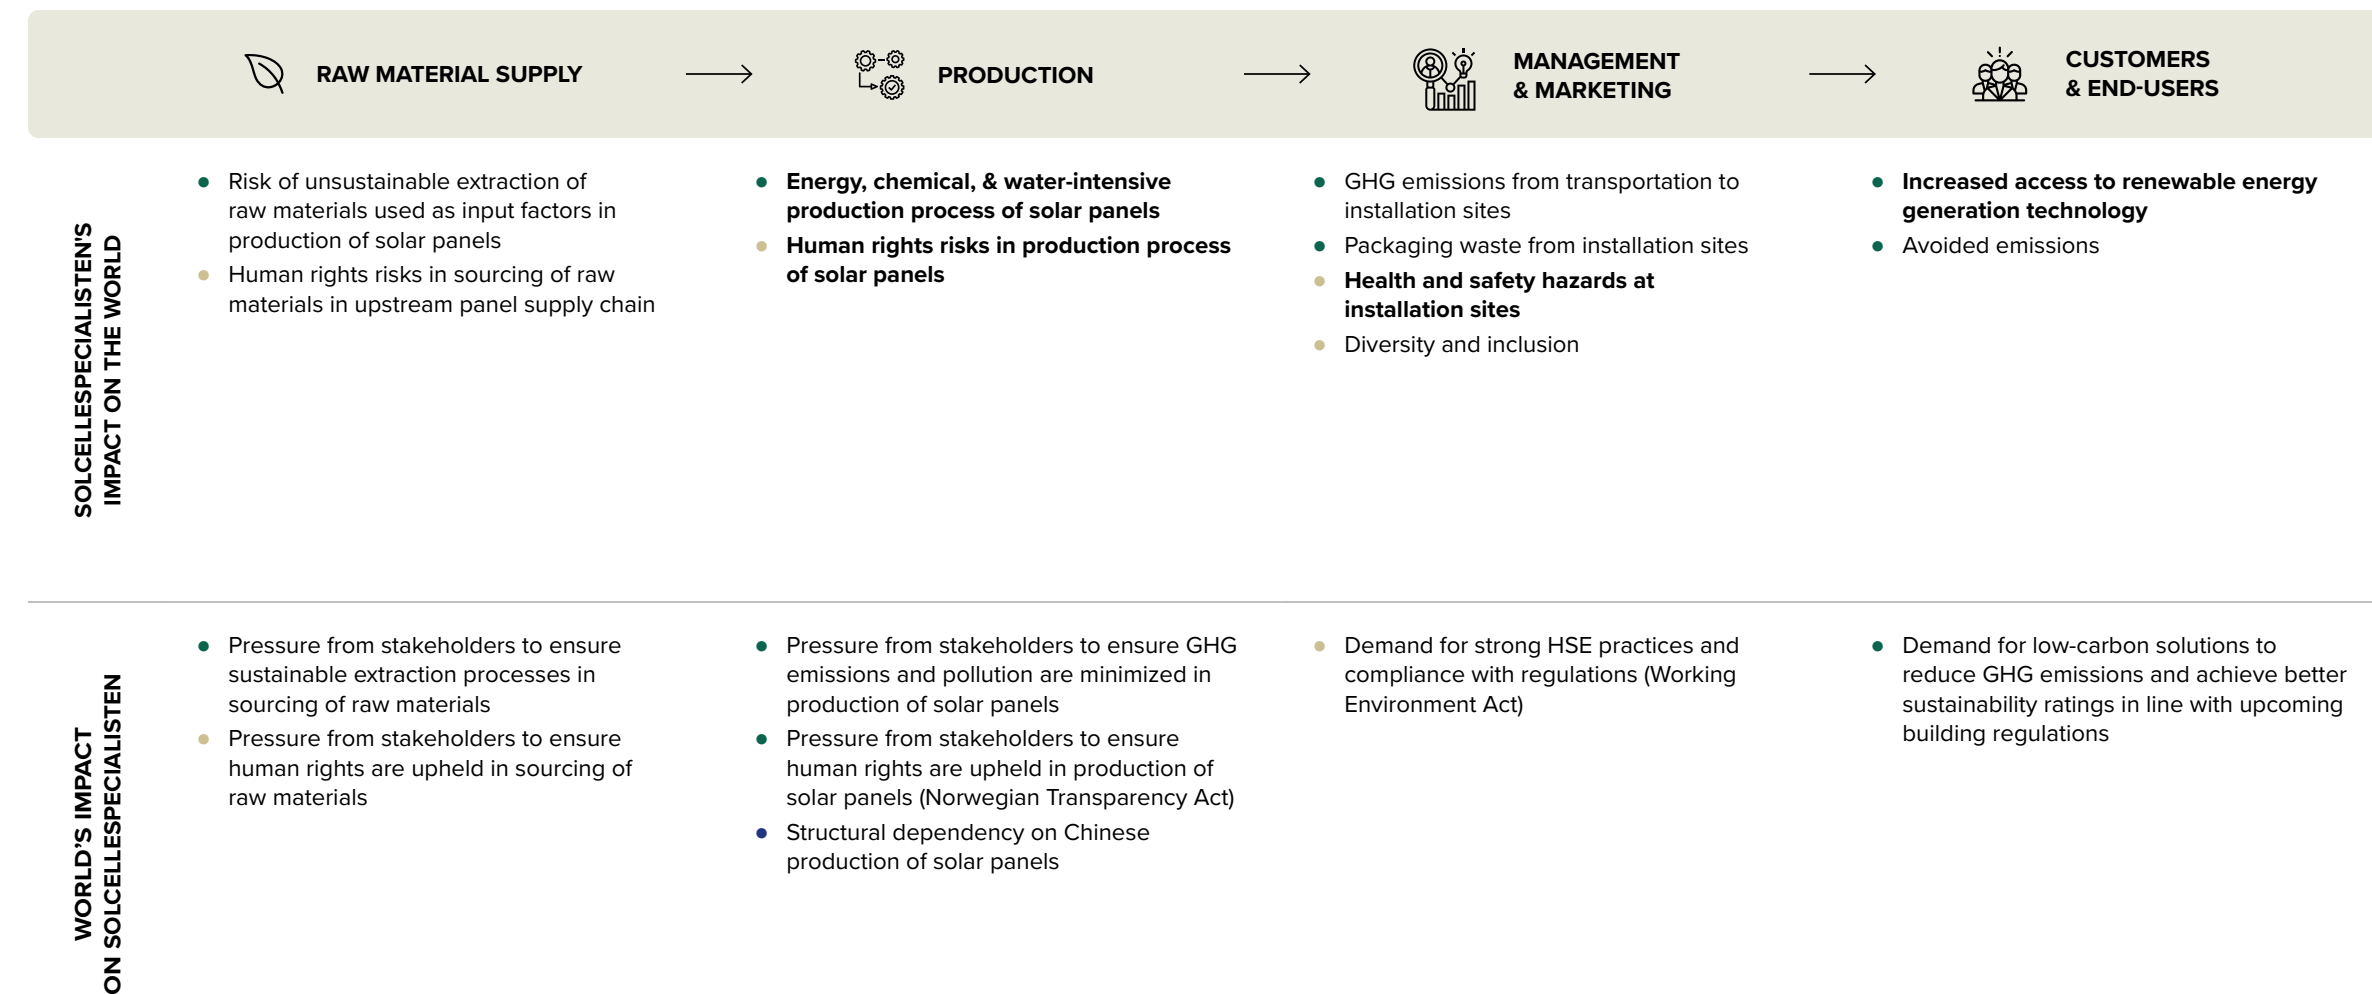 RAW MATERIAL SUPPLY
PRODUCTION
MANAGEMENT
& MARKETING
CUSTOMERS
& END-USERS
SOLCELLESPECIALISTEN'S
IMPACT ON THE WORLD
Risk of unsustainable extraction of
raw materials used as input factors in
production of solar panels
Human rights risks in sourcing of raw
materials in upstream panel supply chain
Energy, chemical, & water-intensive
production process of solar panels
Human rights risks in production process
of solar panels
GHG emissions from transportation to
installation sites
Packaging waste from installation sites
Health and safety hazards at
installation sites
Diversity and inclusion
Increased access to renewable energy
generation technology
Avoided emissions
WORLD’S IMPACT
ON SOLCELLESPECIALISTEN
Pressure from stakeholders to ensure
sustainable extraction processes in
sourcing of raw materials
Pressure from stakeholders to ensure
human rights are upheld in sourcing of
raw materials
Pressure from stakeholders to ensure GHG
emissions and pollution are minimized in
production of solar panels
Pressure from stakeholders to ensure
human rights are upheld in production of
solar panels (Norwegian Transparency Act)
Structural dependency on Chinese
production of solar panels
Demand for strong HSE practices and
compliance with regulations (Working
Environment Act)
Demand for low-carbon solutions to
reduce GHG emissions and achieve better
sustainability ratings in line with upcoming
building regulations